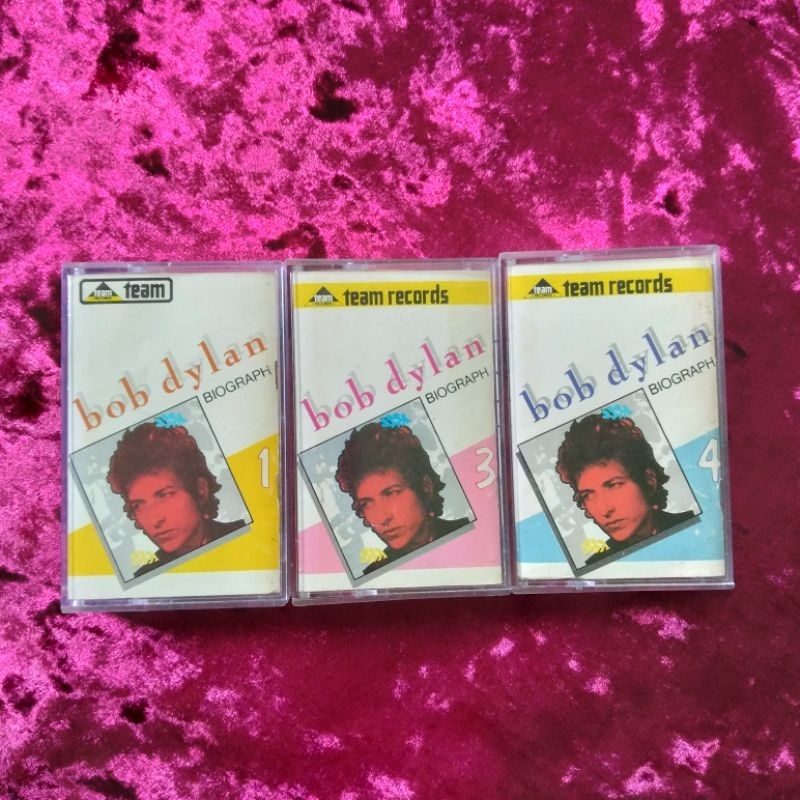 team team
bob dylan
BIOGRAPH
1
team team records
bob dylan
BIOGRAPH
3
team team records
bob dylan
BIOGRAPH
4